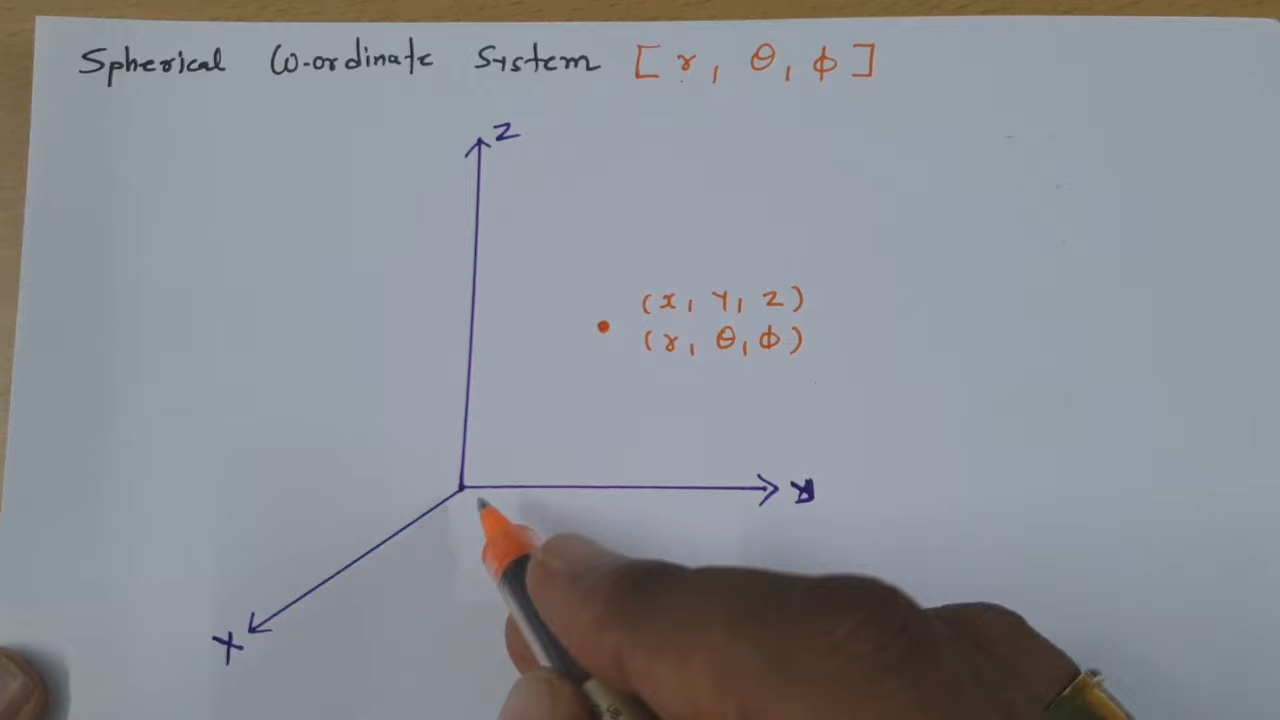 Spherical Co-ordinate System [r, θ, ϕ]
Z
(x, y, z)
(r, θ, ϕ)
Y
X